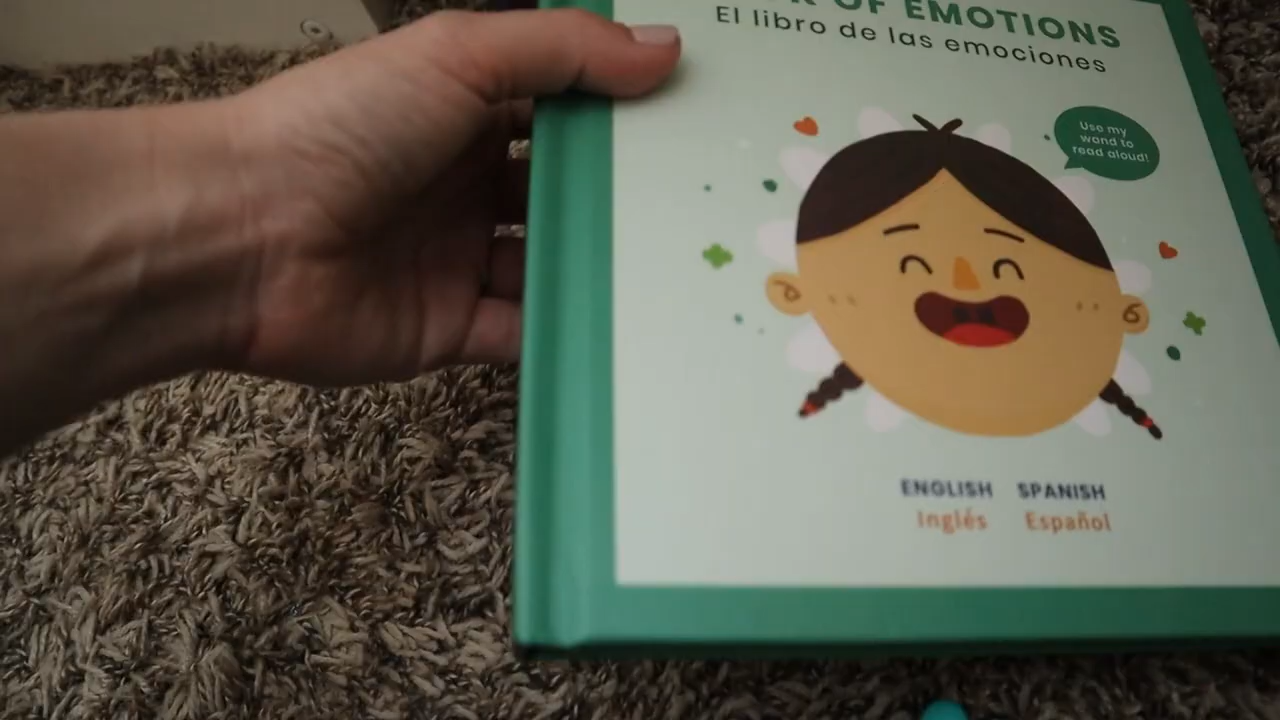 OF EMOTIONS
El libro de las emociones
Use my
wand to
read aloud!
ENGLISH SPANISH
Inglés Español